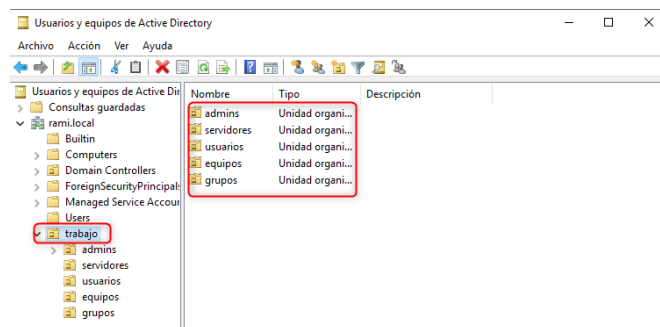 Usuarios y equipos de Active Directory
Archivo Acción Ver Ayuda
Usuarios y equipos de Active Dir
Consultas guardadas
rami.local
Builtin
Computers
Domain Controllers
ForeignSecurityPrincipals
Managed Service Accoun
Users
trabajo
admins
servidores
usuarios
equipos
grupos
Nombre Tipo Descripción
admins Unidad organi...
servidores Unidad organi...
usuarios Unidad organi...
equipos Unidad organi...
grupos Unidad organi...